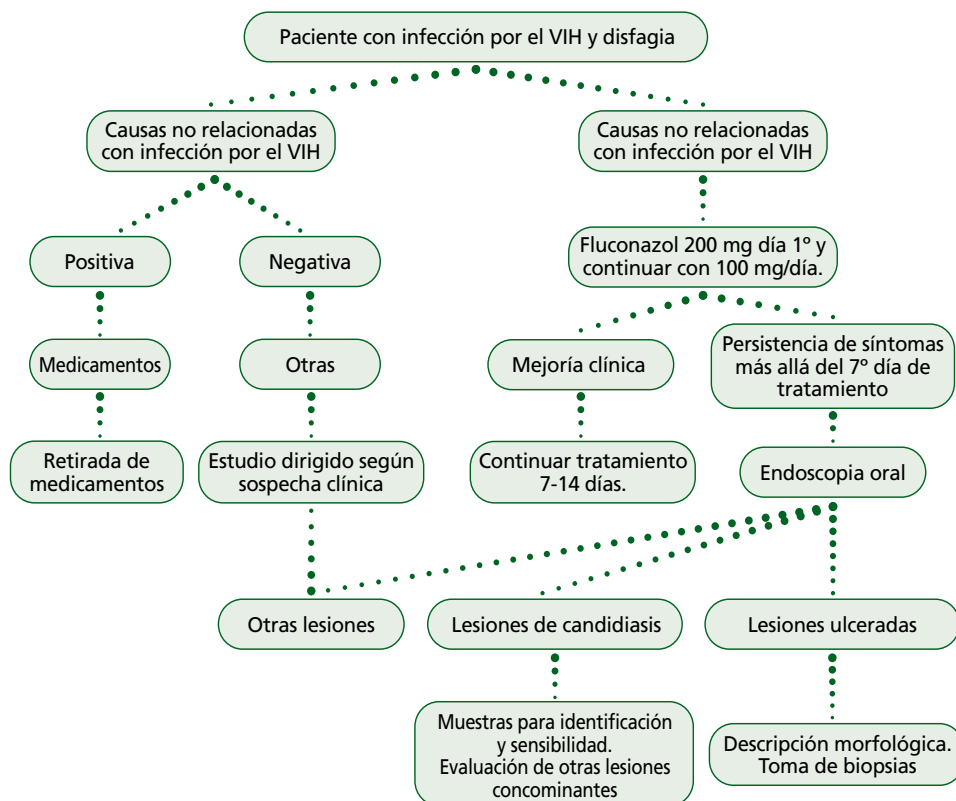 Paciente con infección por el VIH y disfagia
Causas no relacionadas
con infección por el VIH
Causas no relacionadas
con infección por el VIH
Positiva
Negativa
Fluconazol 200 mg día 1º y
continuar con 100 mg/día.
Medicamentos
Otras
Mejoría clínica
Persistencia de síntomas
más allá del 7º día de
tratamiento
Retirada de
medicamentos
Estudio dirigido según
sospecha clínica
Continuar tratamiento
7-14 días.
Endoscopia oral
Otras lesiones
Lesiones de candidiasis
Lesiones ulceradas
Muestras para identificación
y sensibilidad.
Evaluación de otras lesiones
concominantes
Descripción morfológica.
Toma de biopsias